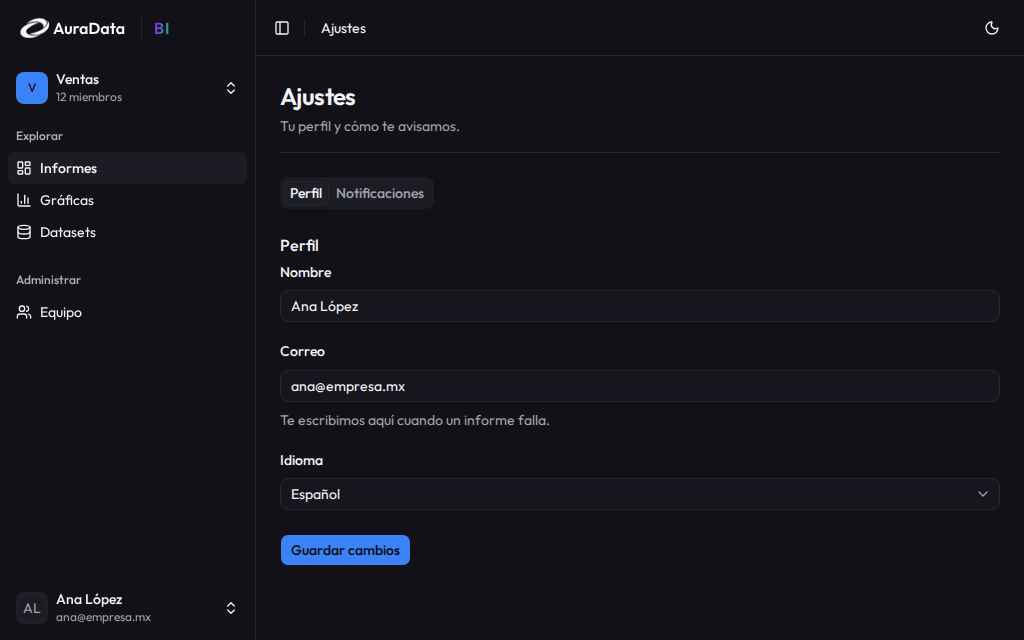 AuraData BI
Ajustes
V
Ventas
12 miembros
Explorar
Informes
Gráficas
Datasets
Administrar
Equipo
AL
Ana López
ana@empresa.mx
Ajustes
Tu perfil y cómo te avisamos.
Perfil Notificaciones
Perfil
Nombre
Ana López
Correo
ana@empresa.mx
Te escribimos aquí cuando un informe falla.
Idioma
Español
Guardar cambios